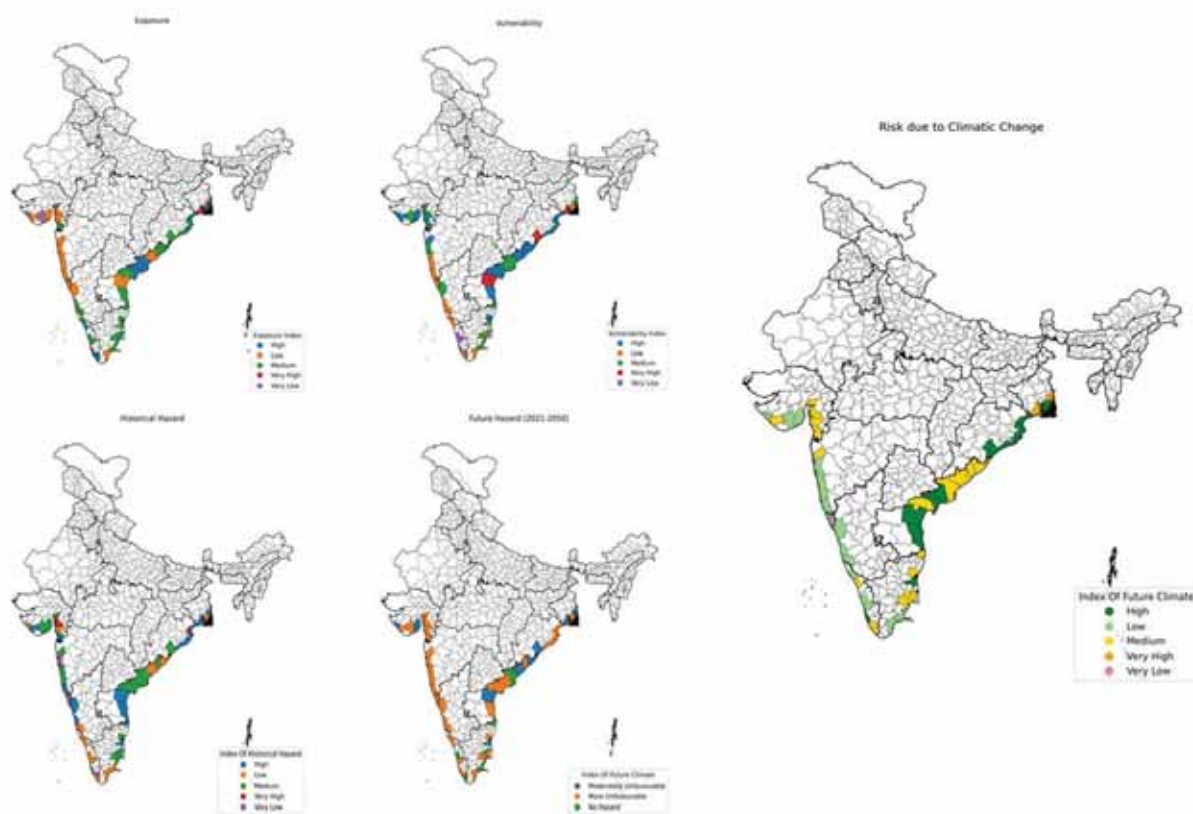 Exposure
Vulnerability
Exposure Index
High
Low
Medium
Very High
Very Low
Vulnerability Index
High
Low
Medium
Very High
Very Low
Risk due to Climatic Change
Index Of Future Climate
High
Low
Medium
Very High
Very Low
Historical Hazard
Future Hazard (2021-2050)
Index Of Historical Hazard
High
Low
Medium
Very High
Very Low
Index Of Future Climate
Moderately Unfavourable
More Unfavourable
No Hazard